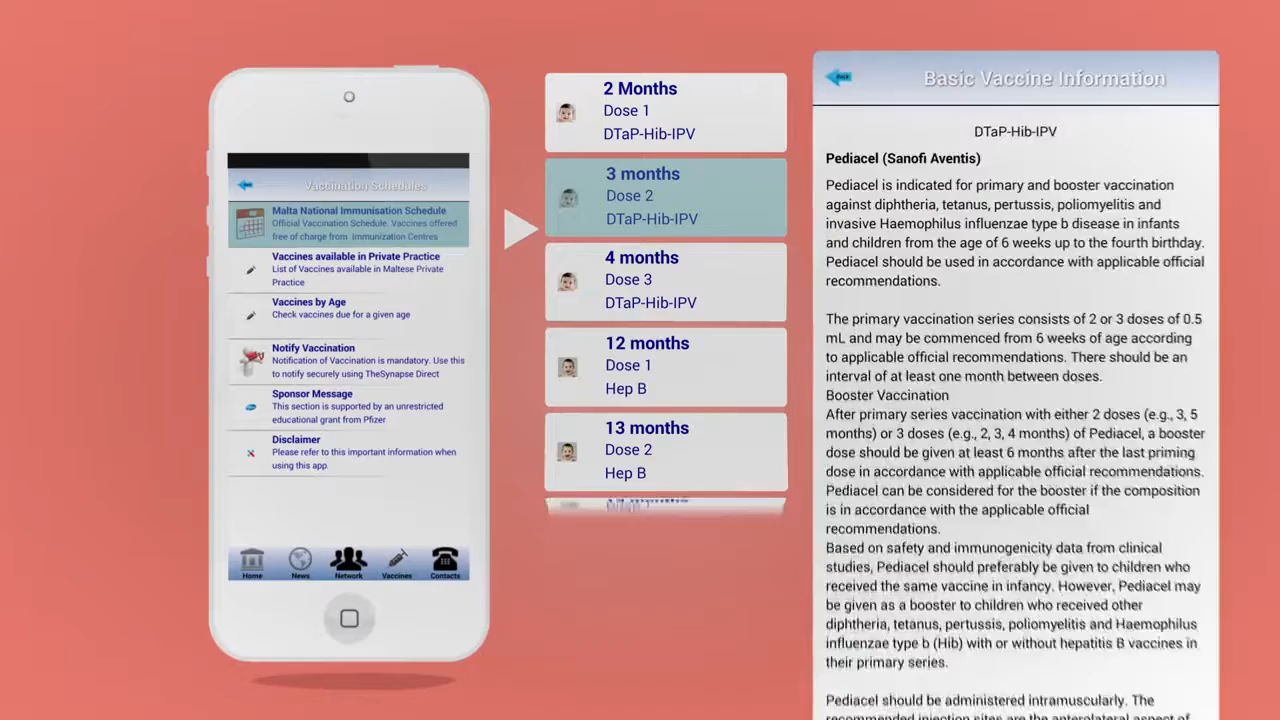 Vaccination Schedules
Malta National Immunisation Schedule
Official Vaccination Schedule. Vaccines offered
free of charge from Immunization Centres
Vaccines available in Private Practice
List of Vaccines available in Maltese Private
Practice
Vaccines by Age
Check vaccines due for a given age
Notify Vaccination
Notification of Vaccination is mandatory. Use this
to notify securely using TheSynapse Direct
Sponsor Message
This section is supported by an unrestricted
educational grant from Pfizer
Disclaimer
Please refer to this important information when
using this app.
Home News Network Vaccines Contacts
2 Months
Dose 1
DTaP-Hib-IPV
3 months
Dose 2
DTaP-Hib-IPV
4 months
Dose 3
DTaP-Hib-IPV
12 months
Dose 1
Hep B
13 months
Dose 2
Hep B
Back
Basic Vaccine Information
DTaP-Hib-IPV
Pediacel (Sanofi Aventis)
Pediacel is indicated for primary and booster vaccination
against diphtheria, tetanus, pertussis, poliomyelitis and
invasive Haemophilus influenzae type b disease in infants
and children from the age of 6 weeks up to the fourth birthday.
Pediacel should be used in accordance with applicable official
recommendations.
The primary vaccination series consists of 2 or 3 doses of 0.5
mL and may be commenced from 6 weeks of age according
to applicable official recommendations. There should be an
interval of at least one month between doses.
Booster Vaccination
After primary series vaccination with either 2 doses (e.g., 3, 5
months) or 3 doses (e.g., 2, 3, 4 months) of Pediacel, a booster
dose should be given at least 6 months after the last priming
dose in accordance with applicable official recommendations.
Pediacel can be considered for the booster if the composition
is in accordance with the applicable official
recommendations.
Based on safety and immunogenicity data from clinical
studies, Pediacel should preferably be given to children who
received the same vaccine in infancy. However, Pediacel may
be given as a booster to children who received other
diphtheria, tetanus, pertussis, poliomyelitis and Haemophilus
influenzae type b (Hib) with or without hepatitis B vaccines in
their primary series.
Pediacel should be administered intramuscularly. The
recommended injection sites are the anterolateral aspect of